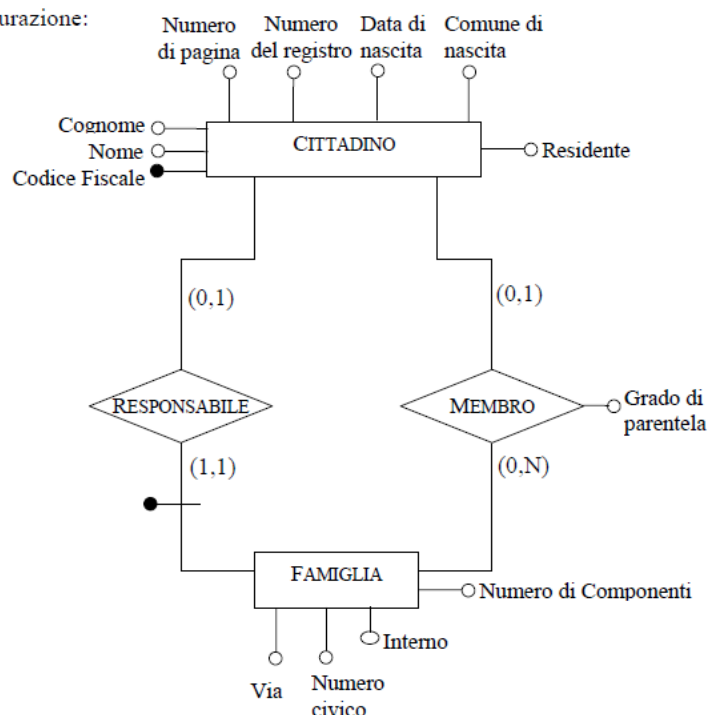 urazione:
Numero
di pagina
Numero
del registro
Data di
nascita
Comune di
nascita
Cognome
Nome
Codice Fiscale
CITTADINO
Residente
(0,1)
(0,1)
RESPONSABILE
MEMBRO
Grado di
parentela
(1,1)
(0,N)
FAMIGLIA
Numero di Componenti
Interno
Via
Numero
civico